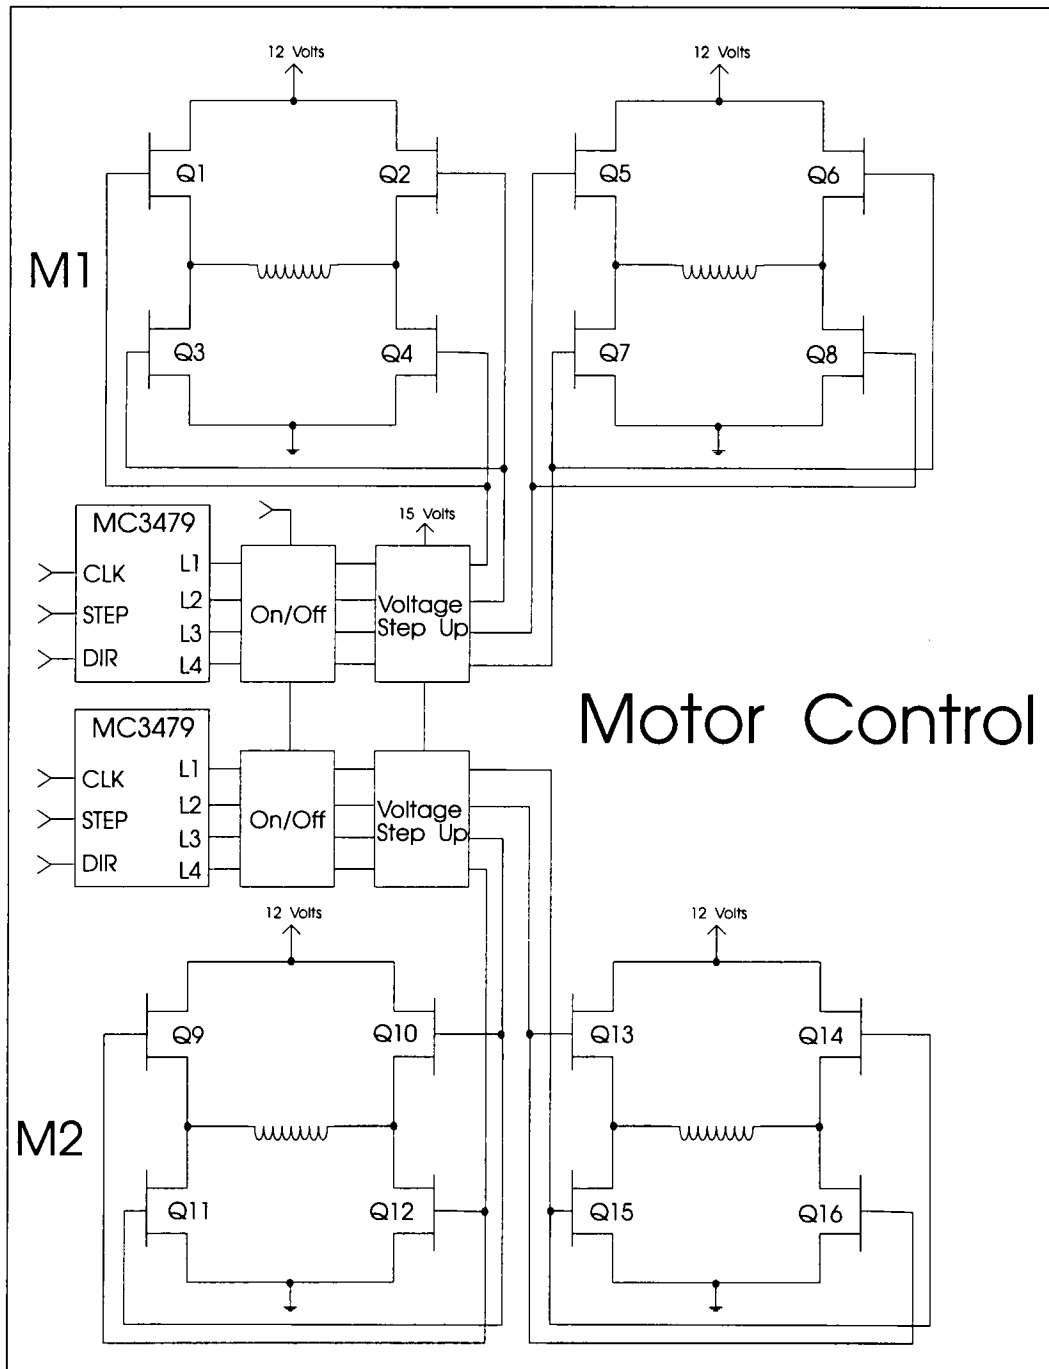 12 Volts
12 Volts
Q1
Q2
Q5
Q6
M1
Q3
Q4
Q7
Q8
MC3479
CLK
STEP
DIR
L1
L2
L3
L4
On/Off
15 Volts
Voltage
Step Up
Motor Control
MC3479
CLK
STEP
DIR
L1
L2
L3
L4
On/Off
Voltage
Step Up
12 Volts
12 Volts
Q9
Q10
Q13
Q14
M2
Q11
Q12
Q15
Q16